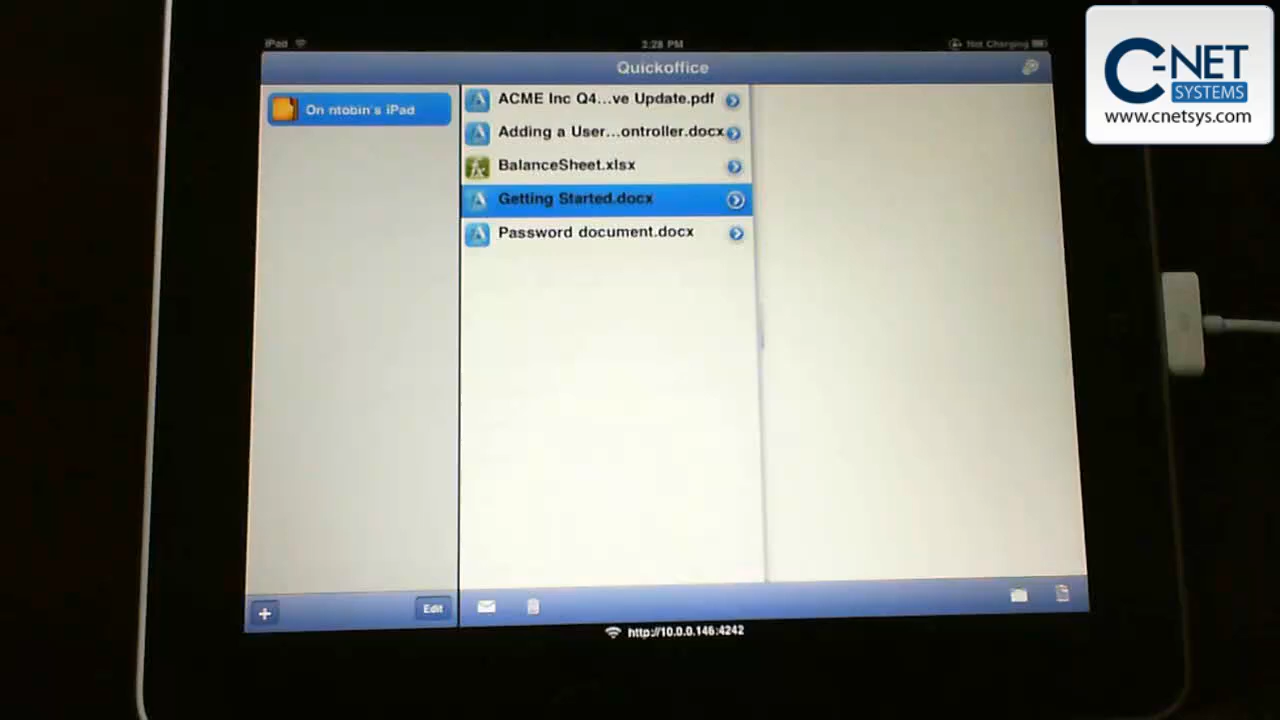 iPad
3:28 PM
Not Charging
Quickoffice
On ntobin's iPad
ACME Inc Q4...ve Update.pdf
Adding a User...ontroller.docx
BalanceSheet.xlsx
Getting Started.docx
Password document.docx
Edit
http://10.0.0.146:4242
C-NET
SYSTEMS
www.cnetsys.com